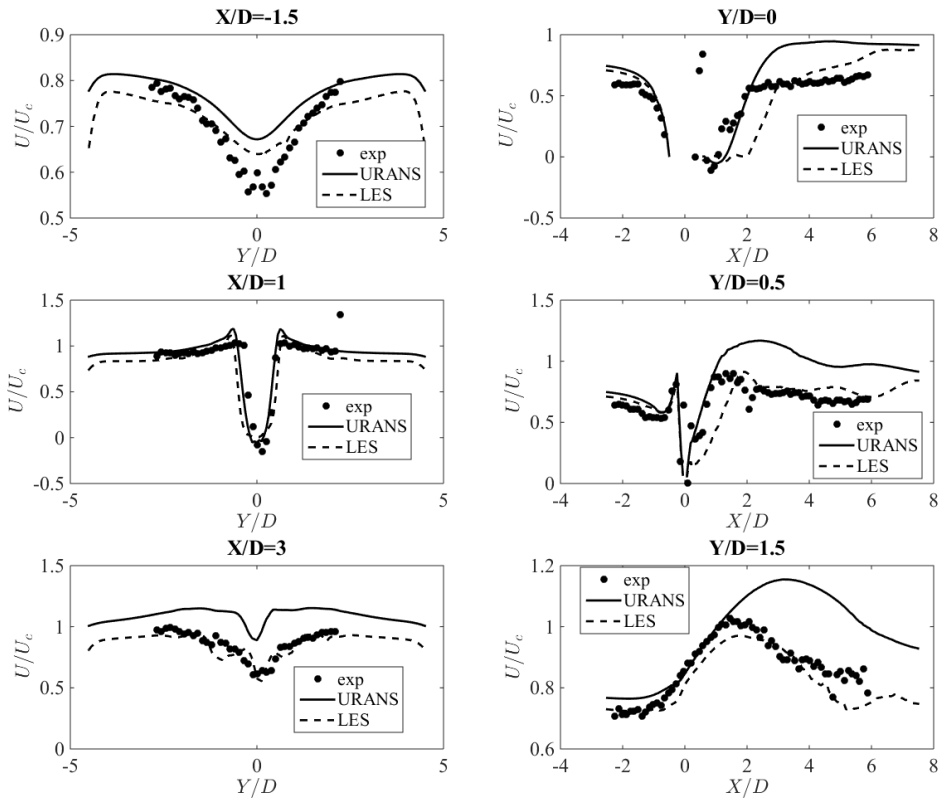 X/D=-1.5
0.9
0.8
0.7
0.6
0.5
U/U_c
-5 0 5
Y/D
exp
URANS
LES
Y/D=0
1
0.5
0
-0.5
U/U_c
-4 -2 0 2 4 6 8
X/D
exp
URANS
LES
X/D=1
1.5
1
0.5
0
-0.5
U/U_c
-5 0 5
Y/D
exp
URANS
LES
Y/D=0.5
1.5
1
0.5
0
U/U_c
-4 -2 0 2 4 6 8
X/D
exp
URANS
LES
X/D=3
1.5
1
0.5
0
U/U_c
-5 0 5
Y/D
exp
URANS
LES
Y/D=1.5
1.2
1
0.8
0.6
U/U_c
-4 -2 0 2 4 6 8
X/D
exp
URANS
LES